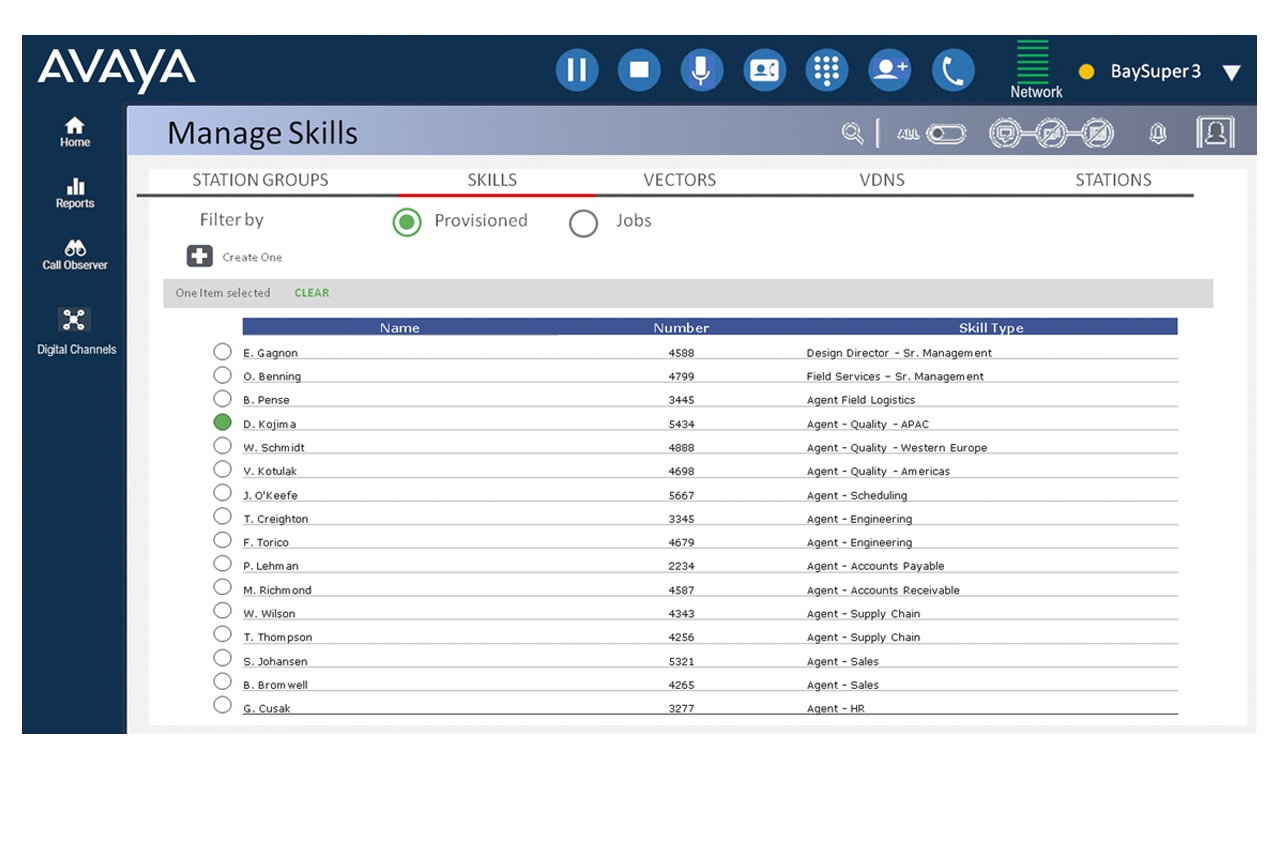 AVAYA
Network
BaySuper3
Home
Reports
Call Observer
Digital Channels
Manage Skills
ALL
STATION GROUPS SKILLS VECTORS VDNS STATIONS
Filter by Provisioned Jobs
Create One
One Item selected CLEAR
Name Number Skill Type
E. Gagnon 4588 Design Director - Sr. Management
O. Benning 4799 Field Services – Sr. Management
B. Pense 3445 Agent Field Logistics
D. Kojima 5434 Agent - Quality - APAC
W. Schmidt 4888 Agent - Quality - Western Europe
V. Kotulak 4698 Agent - Quality - Americas
J. O'Keefe 5667 Agent - Scheduling
T. Creighton 3345 Agent - Engineering
F. Torico 4679 Agent - Engineering
P. Lehman 2234 Agent - Accounts Payable
M. Richmond 4587 Agent - Accounts Receivable
W. Wilson 4343 Agent - Supply Chain
T. Thompson 4256 Agent - Supply Chain
S. Johansen 5321 Agent - Sales
B. Bromwell 4265 Agent - Sales
G. Cusak 3277 Agent - HR